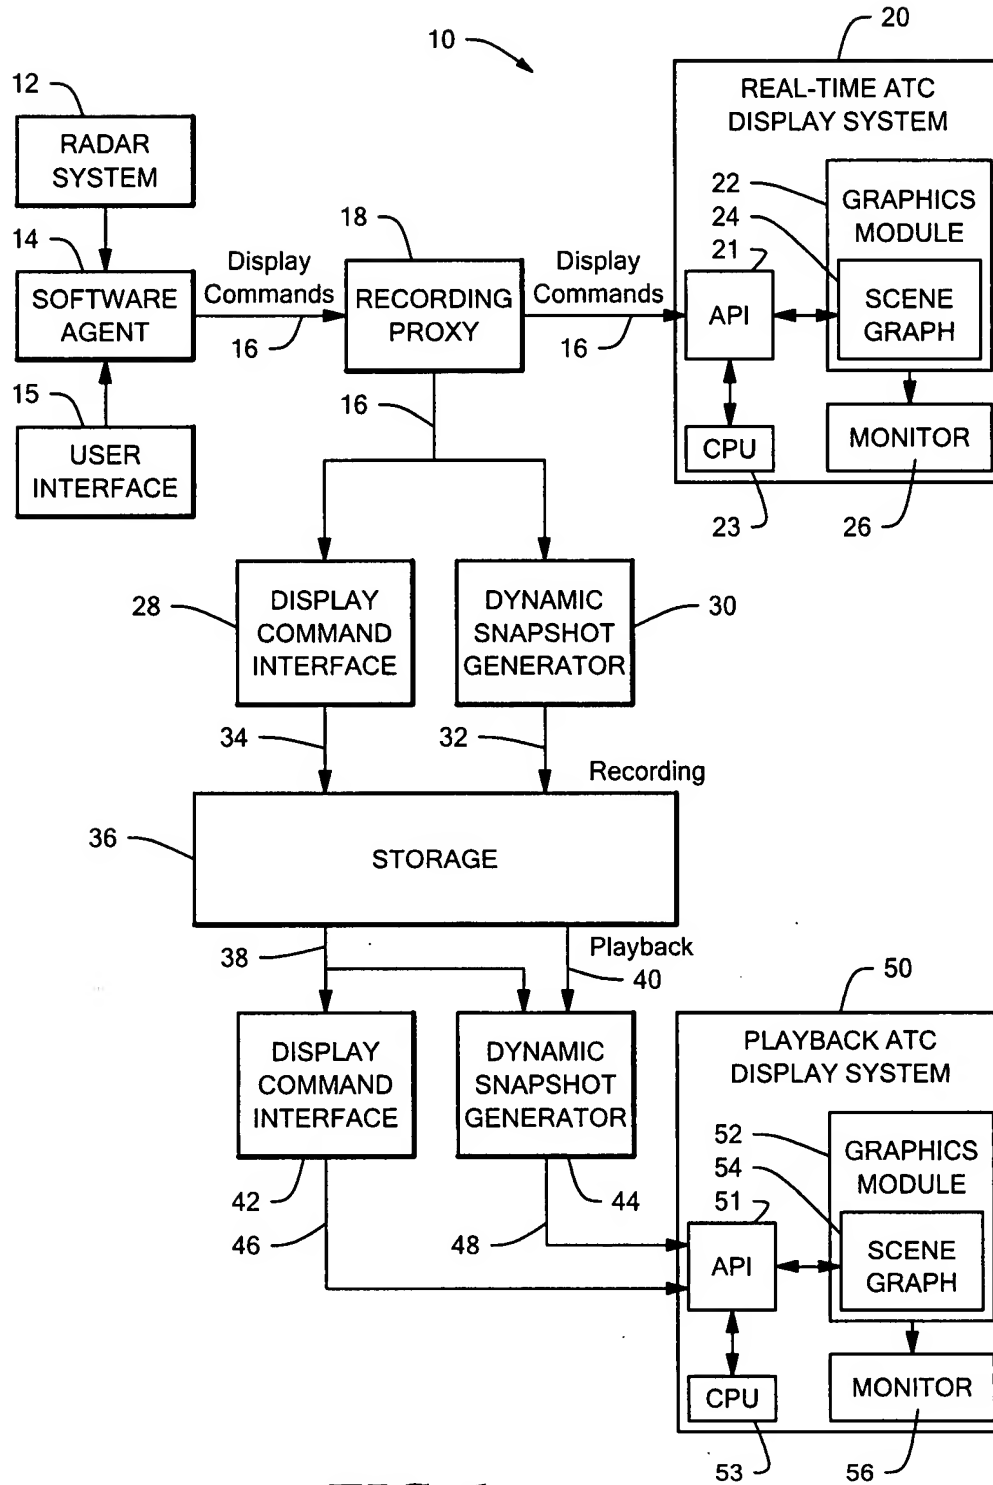 10
20
12
RADAR
SYSTEM
REAL-TIME ATC
DISPLAY SYSTEM
22
24
21
GRAPHICS
MODULE
14
SOFTWARE
AGENT
Display
Commands
16
18
RECORDING
PROXY
Display
Commands
16
API
SCENE
GRAPH
15
USER
INTERFACE
16
CPU
MONITOR
23
26
28
DISPLAY
COMMAND
INTERFACE
DYNAMIC
SNAPSHOT
GENERATOR
30
34
32
Recording
36
STORAGE
38
Playback
40
50
DISPLAY
COMMAND
INTERFACE
DYNAMIC
SNAPSHOT
GENERATOR
PLAYBACK ATC
DISPLAY SYSTEM
42
44
46
48
52
54
51
GRAPHICS
MODULE
API
SCENE
GRAPH
CPU
MONITOR
53
56